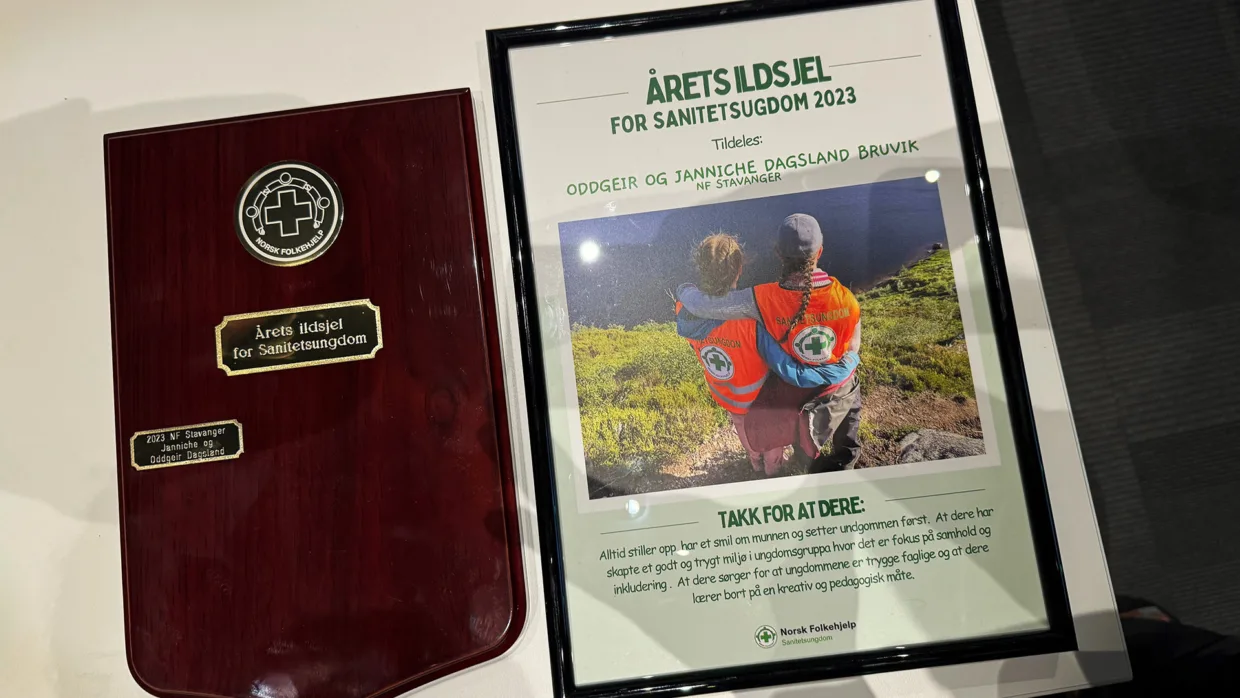 NORSK FOLKEHJELP
Årets ildsjel
for Sanitetsungdom
2023 NF Stavanger
Janniche og
Oddgeir Dagsland
ÅRETS ILDSJEL
FOR SANITETSUGDOM 2023
Tildeles:
ODDGEIR OG JANNICHE DAGSLAND BRUVIK
NF STAVANGER
SANITETSUNGDOM
TAKK FOR AT DERE:
Alltid stiller opp, har et smil om munnen og setter undgommen først. At dere har
skapte et godt og trygt miljø i ungdomsgruppa hvor det er fokus på samhold og
inkludering. At dere sørger for at ungdommene er trygge faglige og at dere
lærer bort på en kreativ og pedagogisk måte.
Norsk Folkehjelp
Sanitetsungdom